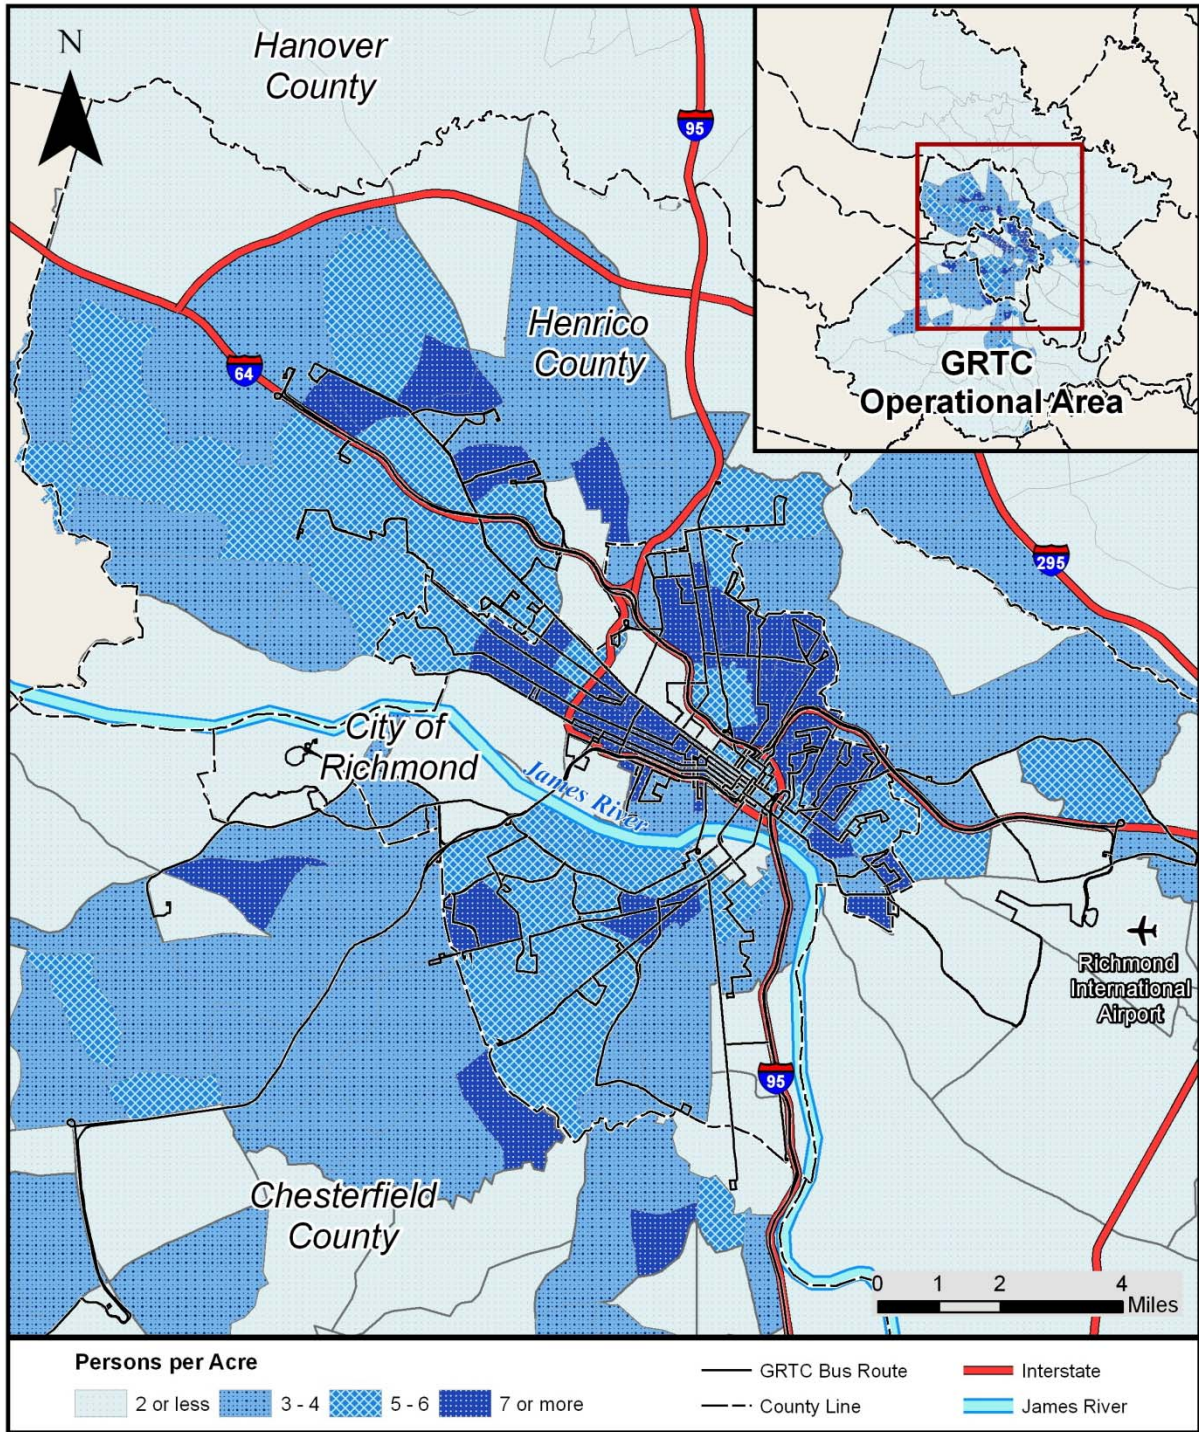 N
Hanover
County
95
GRTC
Operational Area
Henrico
County
64
295
City of
Richmond
James River
Richmond
International
Airport
95
Chesterfield
County
0 1 2 4
Miles
Persons per Acre
2 or less 3 - 4 5 - 6 7 or more
GRTC Bus Route Interstate
County Line James River